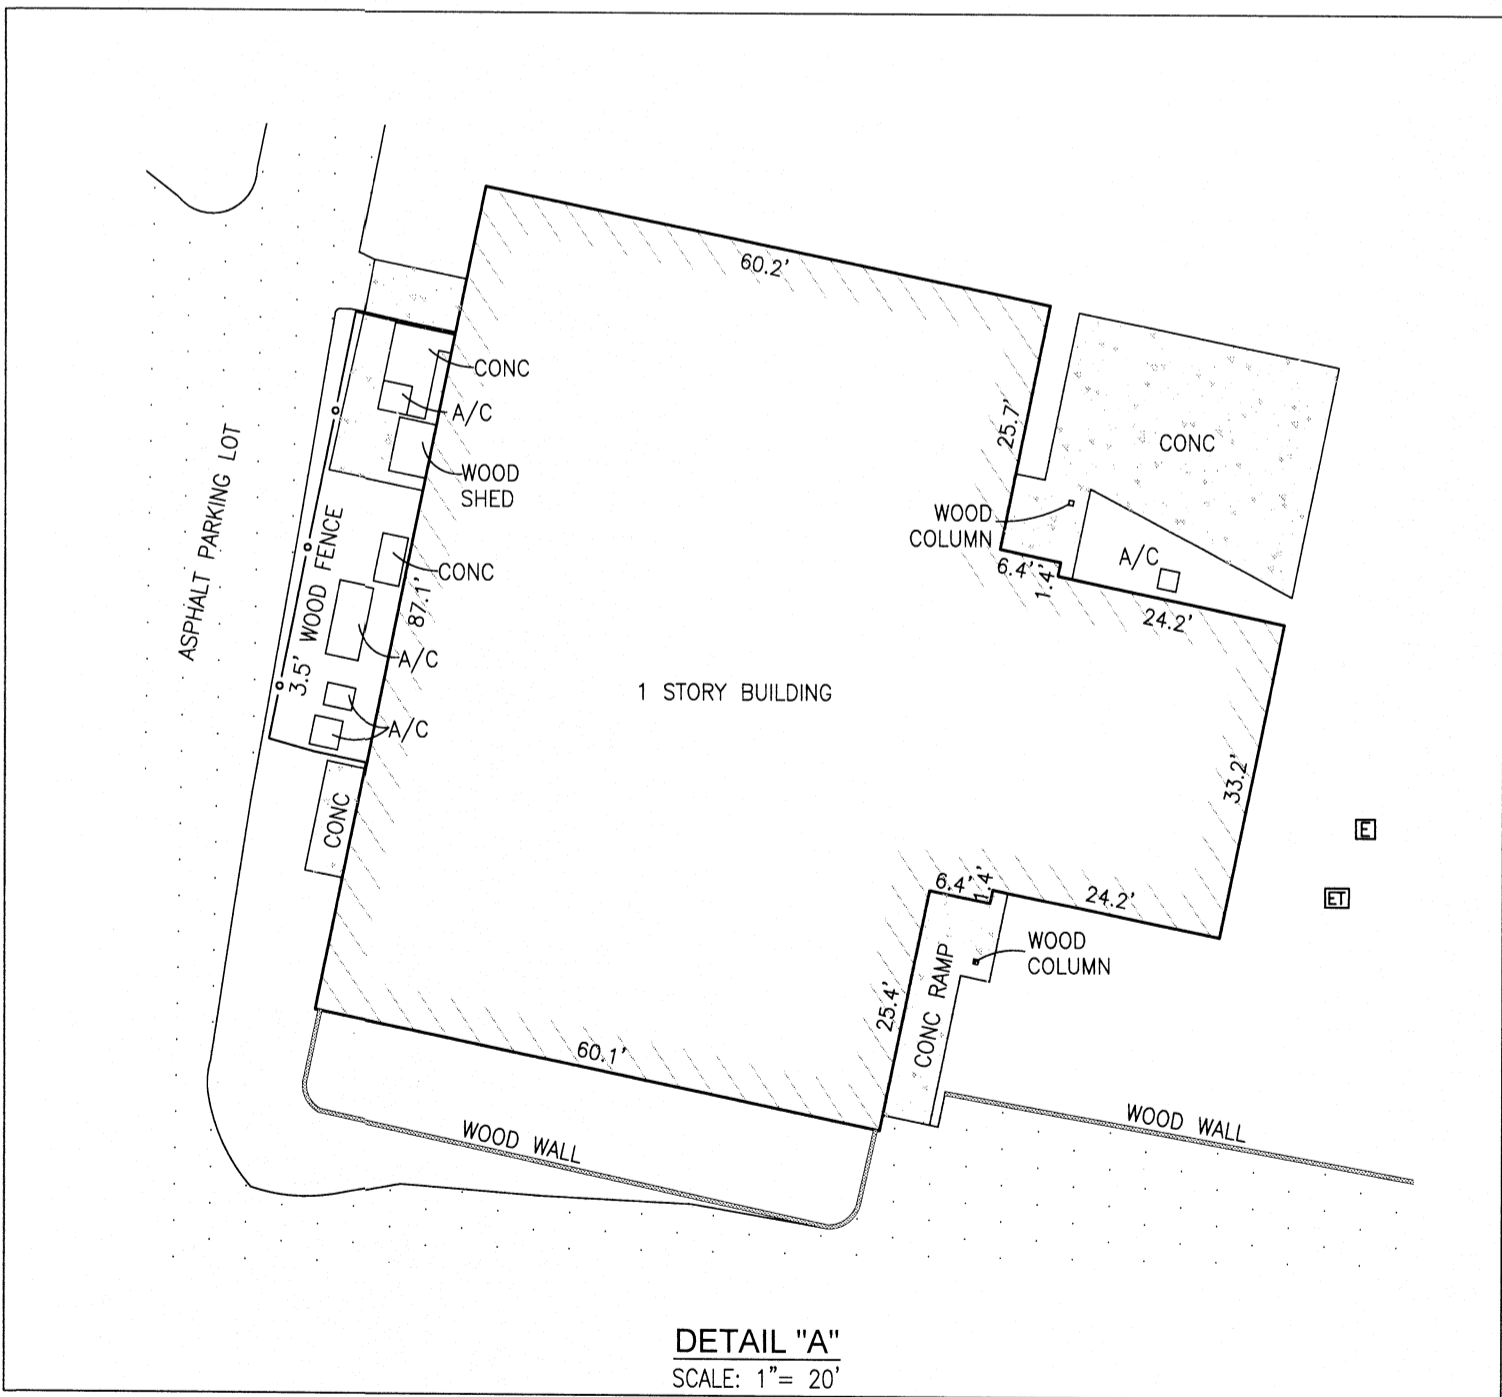 60.2'
CONC
A/C
WOOD
SHED
ASPHALT PARKING LOT
3.5' WOOD FENCE
CONC
87.1'
A/C
A/C
CONC
25.7'
CONC
WOOD
COLUMN
A/C
6.4'
1.4'
24.2'
1 STORY BUILDING
33.2'
E
ET
6.4'
1.4'
24.2'
WOOD
COLUMN
25.4'
CONC RAMP
60.1'
WOOD WALL
WOOD WALL
DETAIL "A"
SCALE: 1"= 20'